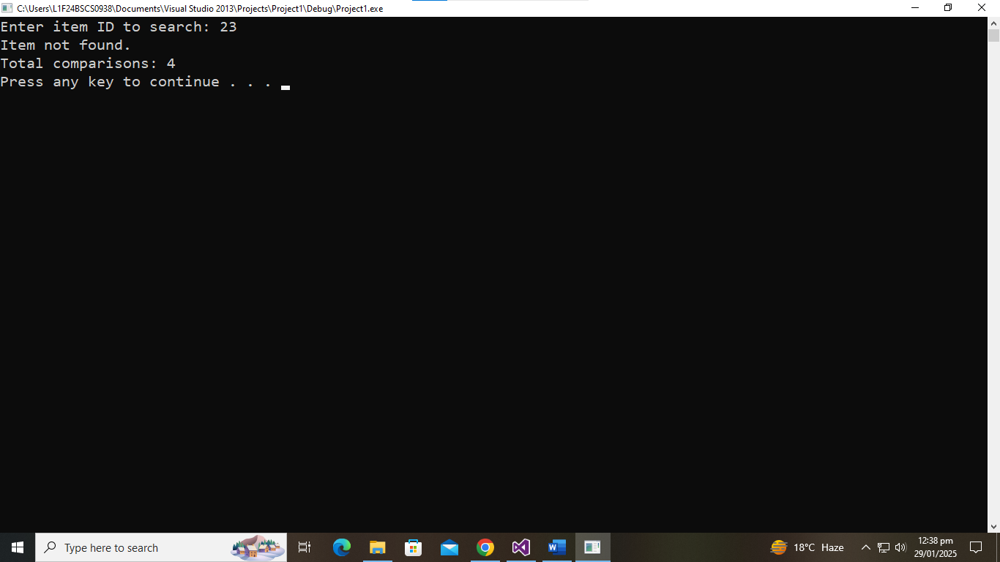 C:\Users\L1F24BSCS0938\Documents\Visual Studio 2013\Projects\Project1\Debug\Project1.exe
Enter item ID to search: 23
Item not found.
Total comparisons: 4
Press any key to continue . . .
Type here to search
18°C Haze
12:38 pm
29/01/2025